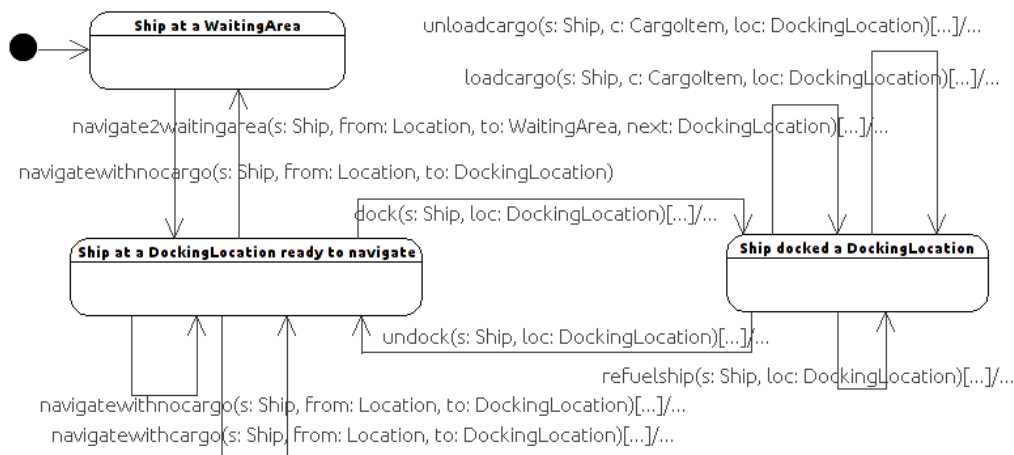 Ship at a WaitingArea
unloadcargo(s: Ship, c: CargoItem, loc: DockingLocation)[...]/...
loadcargo(s: Ship, c: CargoItem, loc: DockingLocation)[...]/...
navigate2waitingarea(s: Ship, from: Location, to: WaitingArea, next: DockingLocation)[...]/...
navigatewithnocargo(s: Ship, from: Location, to: DockingLocation)
dock(s: Ship, loc: DockingLocation)[...]/...
Ship at a DockingLocation ready to navigate
Ship docked a DockingLocation
undock(s: Ship, loc: DockingLocation)[...]/...
refuelship(s: Ship, loc: DockingLocation)[...]/...
navigatewithnocargo(s: Ship, from: Location, to: DockingLocation)[...]/...
navigatewithcargo(s: Ship, from: Location, to: DockingLocation)[...]/...